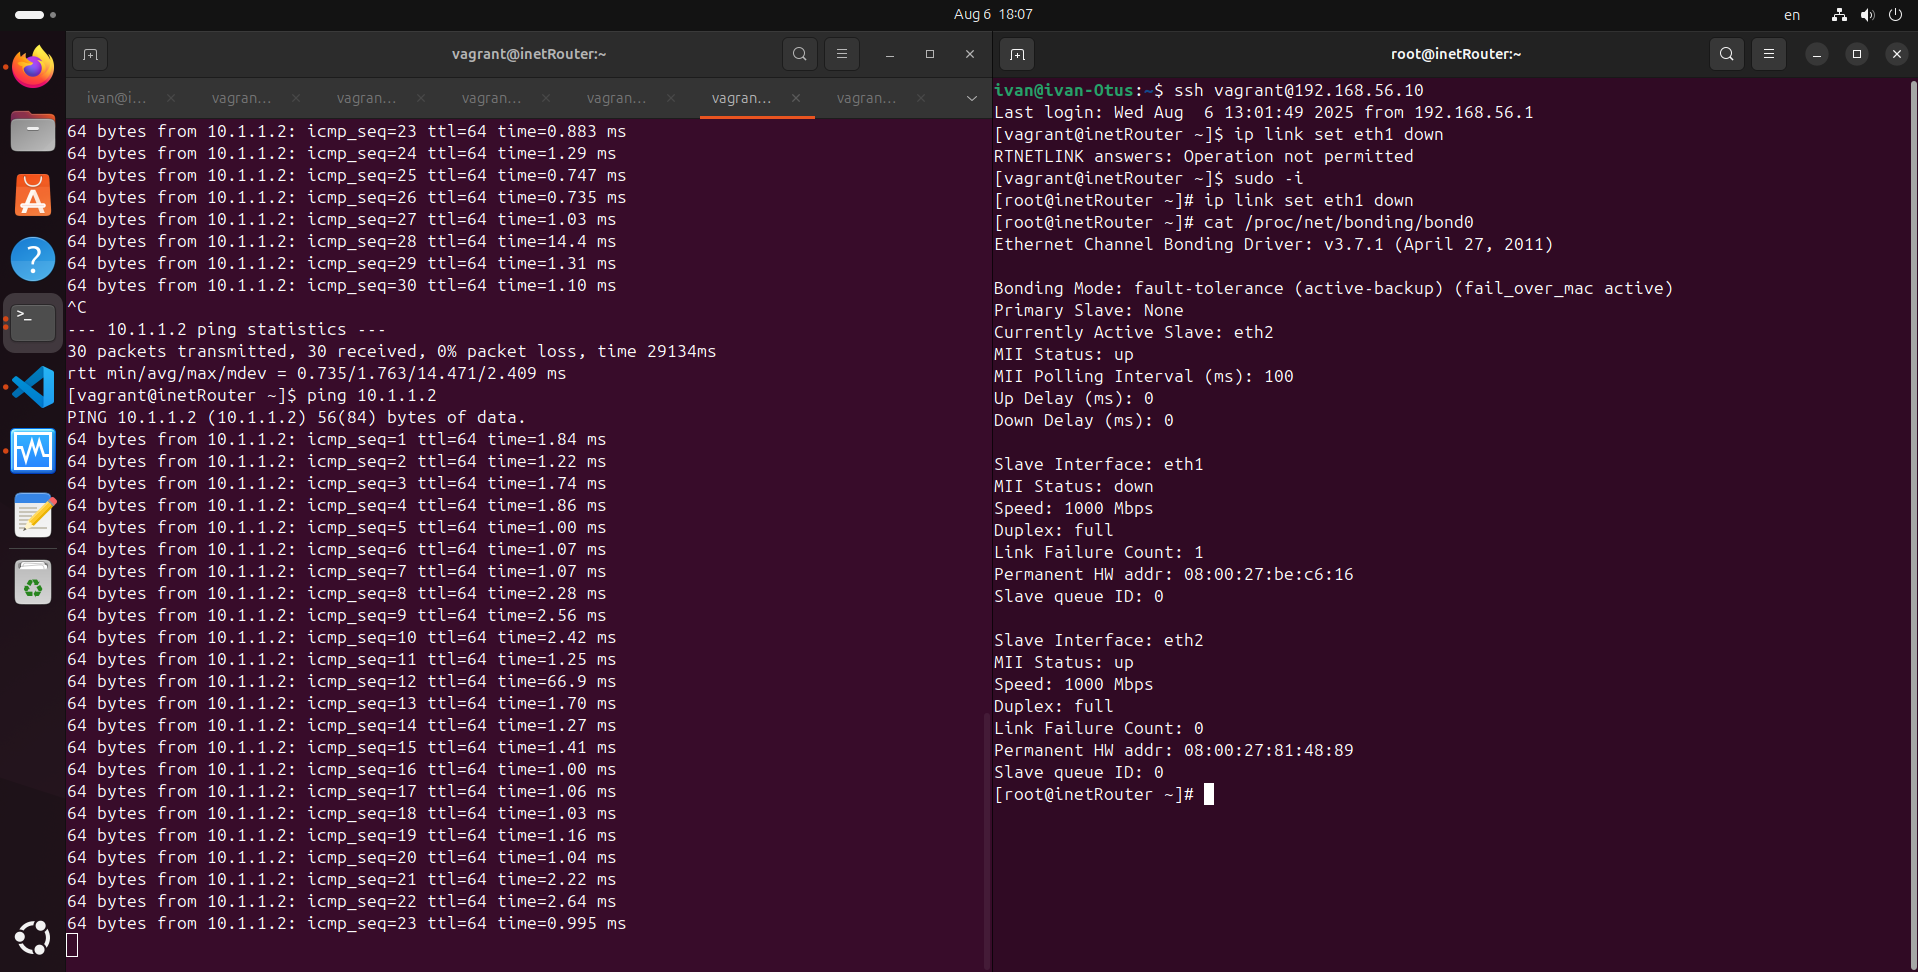 Aug 6 18:07
en
vagrant@inetRouter:~
ivan@i...
vagran...
vagran...
vagran...
vagran...
vagran...
vagran...
64 bytes from 10.1.1.2: icmp_seq=23 ttl=64 time=0.883 ms
64 bytes from 10.1.1.2: icmp_seq=24 ttl=64 time=1.29 ms
64 bytes from 10.1.1.2: icmp_seq=25 ttl=64 time=0.747 ms
64 bytes from 10.1.1.2: icmp_seq=26 ttl=64 time=0.735 ms
64 bytes from 10.1.1.2: icmp_seq=27 ttl=64 time=1.03 ms
64 bytes from 10.1.1.2: icmp_seq=28 ttl=64 time=14.4 ms
64 bytes from 10.1.1.2: icmp_seq=29 ttl=64 time=1.31 ms
64 bytes from 10.1.1.2: icmp_seq=30 ttl=64 time=1.10 ms
^C
--- 10.1.1.2 ping statistics ---
30 packets transmitted, 30 received, 0% packet loss, time 29134ms
rtt min/avg/max/mdev = 0.735/1.763/14.471/2.409 ms
[vagrant@inetRouter ~]$ ping 10.1.1.2
PING 10.1.1.2 (10.1.1.2) 56(84) bytes of data.
64 bytes from 10.1.1.2: icmp_seq=1 ttl=64 time=1.84 ms
64 bytes from 10.1.1.2: icmp_seq=2 ttl=64 time=1.22 ms
64 bytes from 10.1.1.2: icmp_seq=3 ttl=64 time=1.74 ms
64 bytes from 10.1.1.2: icmp_seq=4 ttl=64 time=1.86 ms
64 bytes from 10.1.1.2: icmp_seq=5 ttl=64 time=1.00 ms
64 bytes from 10.1.1.2: icmp_seq=6 ttl=64 time=1.07 ms
64 bytes from 10.1.1.2: icmp_seq=7 ttl=64 time=1.07 ms
64 bytes from 10.1.1.2: icmp_seq=8 ttl=64 time=2.28 ms
64 bytes from 10.1.1.2: icmp_seq=9 ttl=64 time=2.56 ms
64 bytes from 10.1.1.2: icmp_seq=10 ttl=64 time=2.42 ms
64 bytes from 10.1.1.2: icmp_seq=11 ttl=64 time=1.25 ms
64 bytes from 10.1.1.2: icmp_seq=12 ttl=64 time=66.9 ms
64 bytes from 10.1.1.2: icmp_seq=13 ttl=64 time=1.70 ms
64 bytes from 10.1.1.2: icmp_seq=14 ttl=64 time=1.27 ms
64 bytes from 10.1.1.2: icmp_seq=15 ttl=64 time=1.41 ms
64 bytes from 10.1.1.2: icmp_seq=16 ttl=64 time=1.00 ms
64 bytes from 10.1.1.2: icmp_seq=17 ttl=64 time=1.06 ms
64 bytes from 10.1.1.2: icmp_seq=18 ttl=64 time=1.03 ms
64 bytes from 10.1.1.2: icmp_seq=19 ttl=64 time=1.16 ms
64 bytes from 10.1.1.2: icmp_seq=20 ttl=64 time=1.04 ms
64 bytes from 10.1.1.2: icmp_seq=21 ttl=64 time=2.22 ms
64 bytes from 10.1.1.2: icmp_seq=22 ttl=64 time=2.64 ms
64 bytes from 10.1.1.2: icmp_seq=23 ttl=64 time=0.995 ms
root@inetRouter:~
ivan@ivan-Otus:~$ ssh vagrant@192.168.56.10
Last login: Wed Aug  6 13:01:49 2025 from 192.168.56.1
[vagrant@inetRouter ~]$ ip link set eth1 down
RTNETLINK answers: Operation not permitted
[vagrant@inetRouter ~]$ sudo -i
[root@inetRouter ~]# ip link set eth1 down
[root@inetRouter ~]# cat /proc/net/bonding/bond0
Ethernet Channel Bonding Driver: v3.7.1 (April 27, 2011)
Bonding Mode: fault-tolerance (active-backup) (fail_over_mac active)
Primary Slave: None
Currently Active Slave: eth2
MII Status: up
MII Polling Interval (ms): 100
Up Delay (ms): 0
Down Delay (ms): 0
Slave Interface: eth1
MII Status: down
Speed: 1000 Mbps
Duplex: full
Link Failure Count: 1
Permanent HW addr: 08:00:27:be:c6:16
Slave queue ID: 0
Slave Interface: eth2
MII Status: up
Speed: 1000 Mbps
Duplex: full
Link Failure Count: 0
Permanent HW addr: 08:00:27:81:48:89
Slave queue ID: 0
[root@inetRouter ~]#